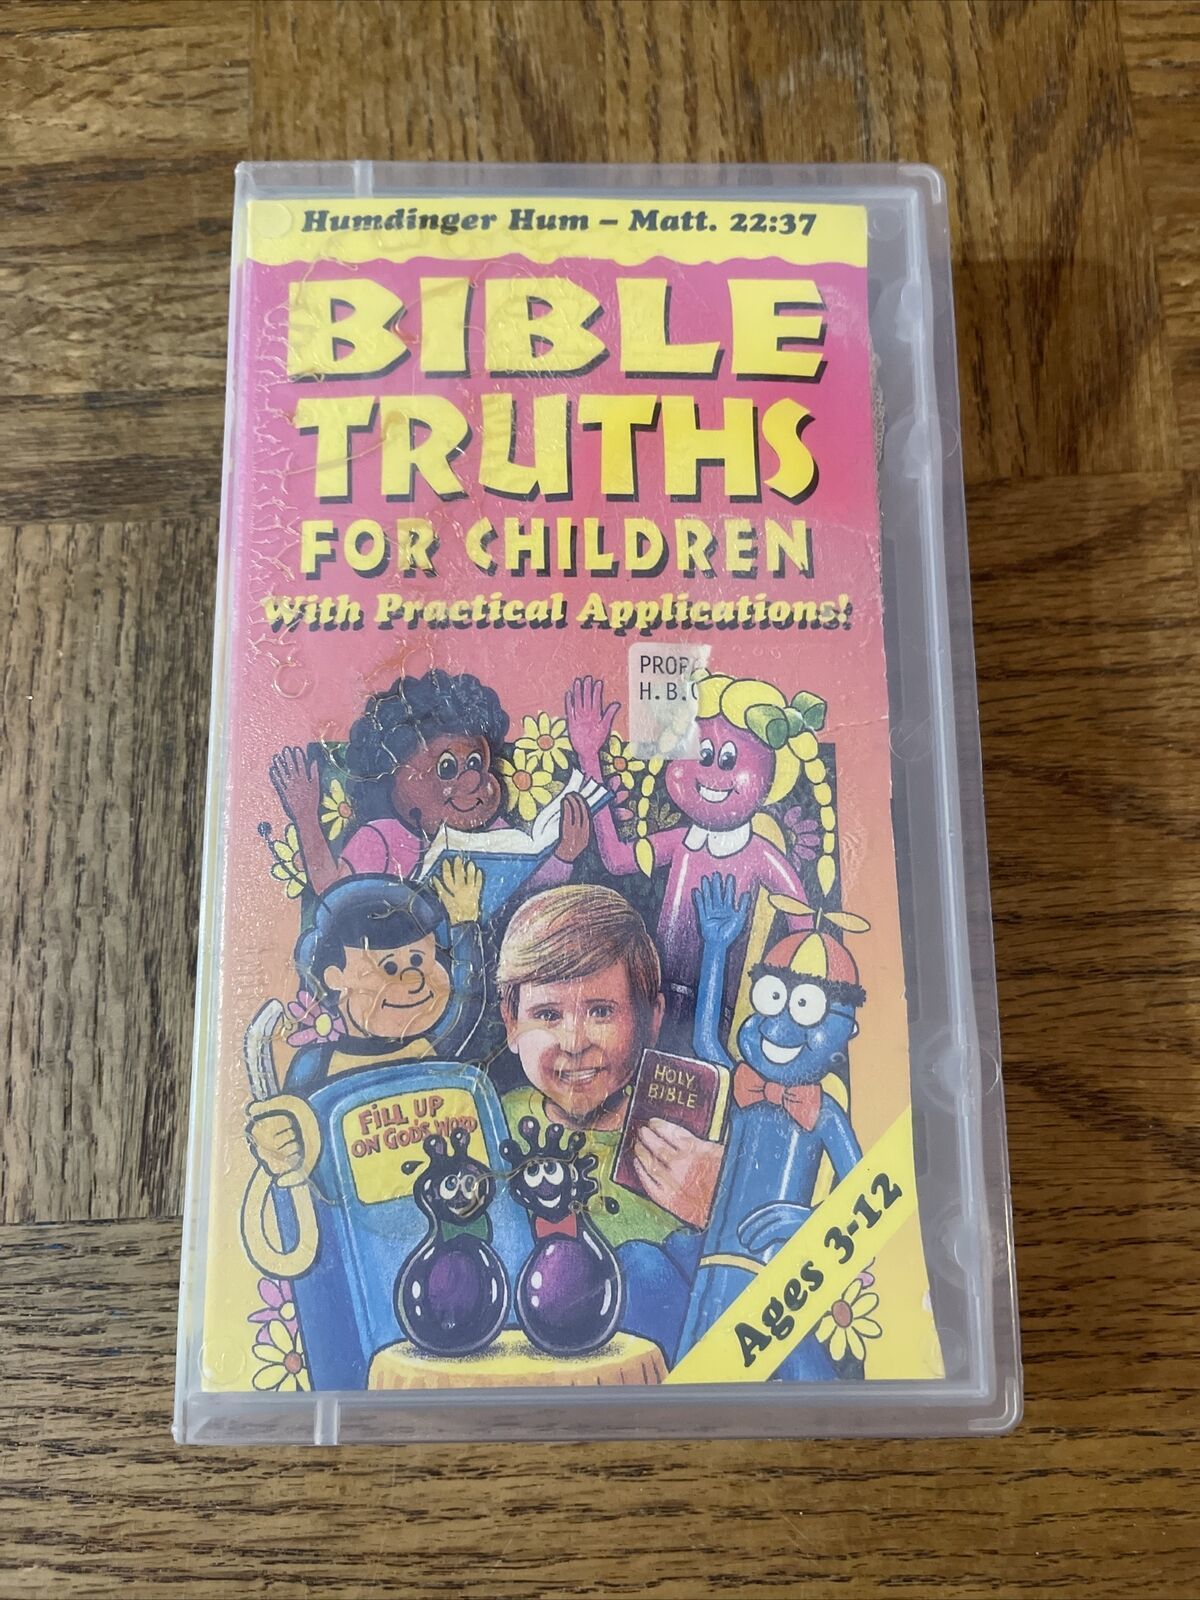 Humdinger Hum – Matt. 22:37
BIBLE
TRUTHS
FOR CHILDREN
With Practical Applications!
H.B.
HOLY
BIBLE
FILL UP
ON GOD'S WORD
Ages 3-12